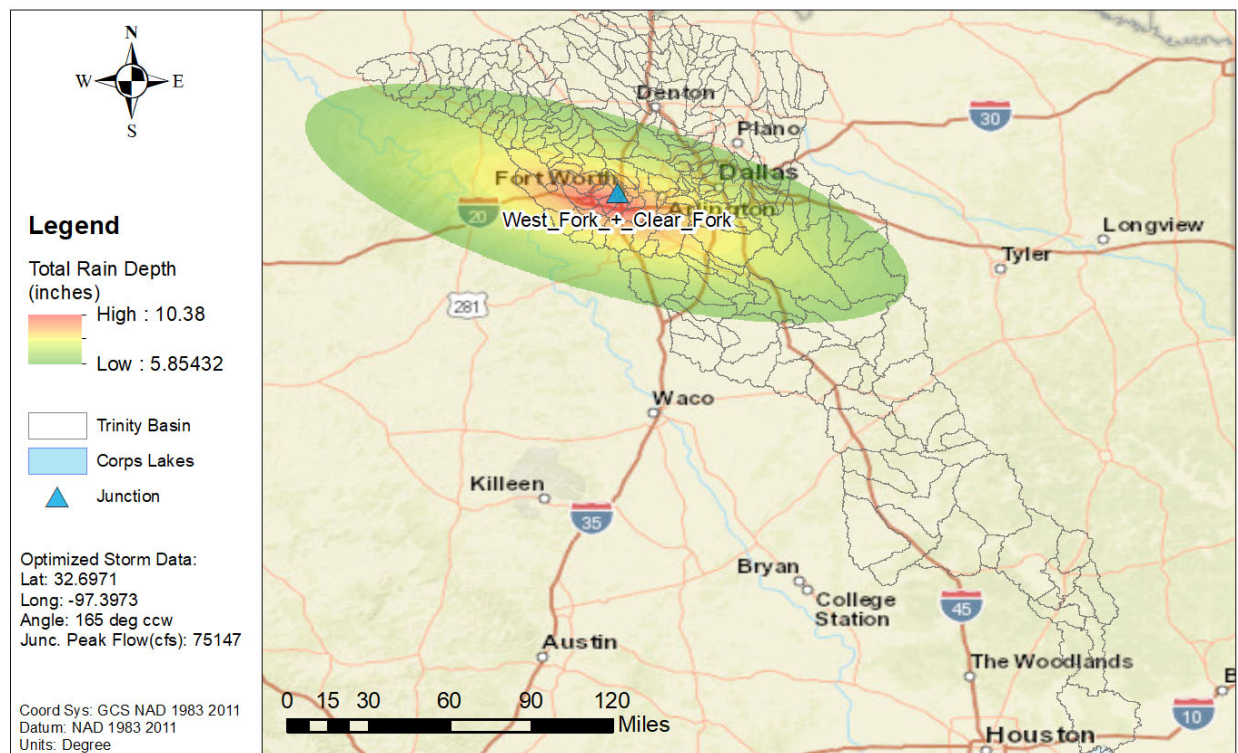 N
W E
S
Legend
Total Rain Depth
(inches)
High : 10.38
Low : 5.85432
Trinity Basin
Corps Lakes
Junction
Optimized Storm Data:
Lat: 32.6971
Long: -97.3973
Angle: 165 deg ccw
Junc. Peak Flow(cfs): 75147
Coord Sys: GCS NAD 1983 2011
Datum: NAD 1983 2011
Units: Degree
Denton
30
Plano
Dallas
Fort Worth
Arlington
20
West_Fork_+_Clear_Fork
Longview
Tyler
281
Waco
Killeen
35
Bryan
College
Station
45
Austin
The Woodlands
B
10
Houston
0 15 30 60 90 120
Miles